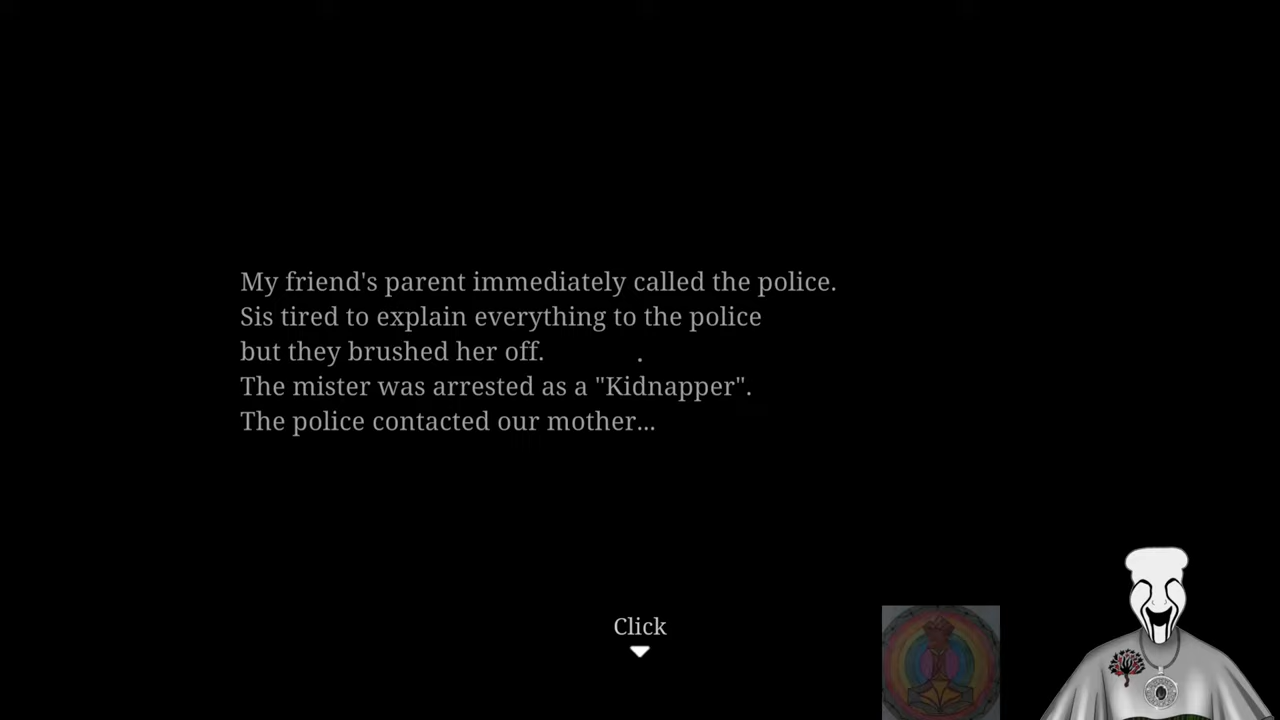 My friend's parent immediately called the police.
Sis tired to explain everything to the police
but they brushed her off.
The mister was arrested as a "Kidnapper".
The police contacted our mother...
Click